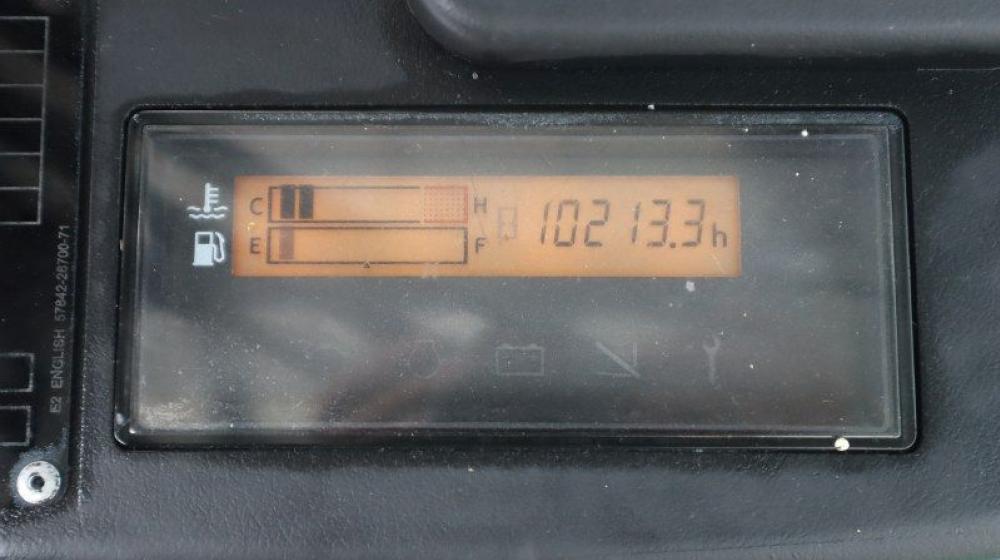 C H 10213.3h
E F
E2 ENGLISH 57842-26700-71